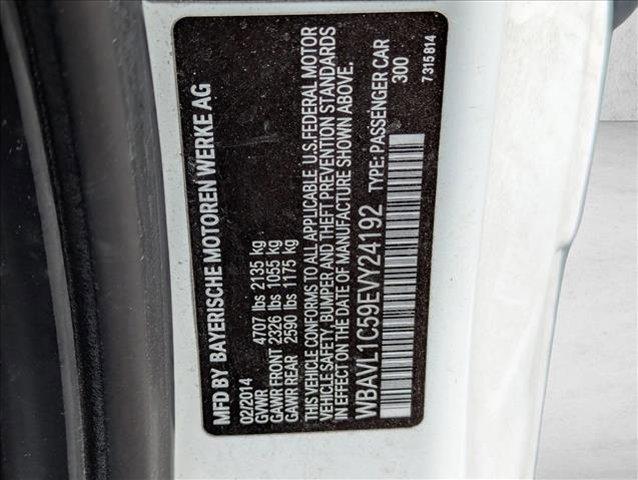 MFD BY BAYERISCHE MOTOREN WERKE AG
02/2014
GVWR 4707 lbs 2135 kg
GAWR FRONT 2326 lbs 1055 kg
GAWR REAR 2590 lbs 1175 kg
THIS VEHICLE CONFORMS TO ALL APPLICABLE U.S. FEDERAL MOTOR
VEHICLE SAFETY, BUMPER AND THEFT PREVENTION STANDARDS
IN EFFECT ON THE DATE OF MANUFACTURE SHOWN ABOVE.
WBAVL1C59EVY24192 TYPE: PASSENGER CAR
300
7315814